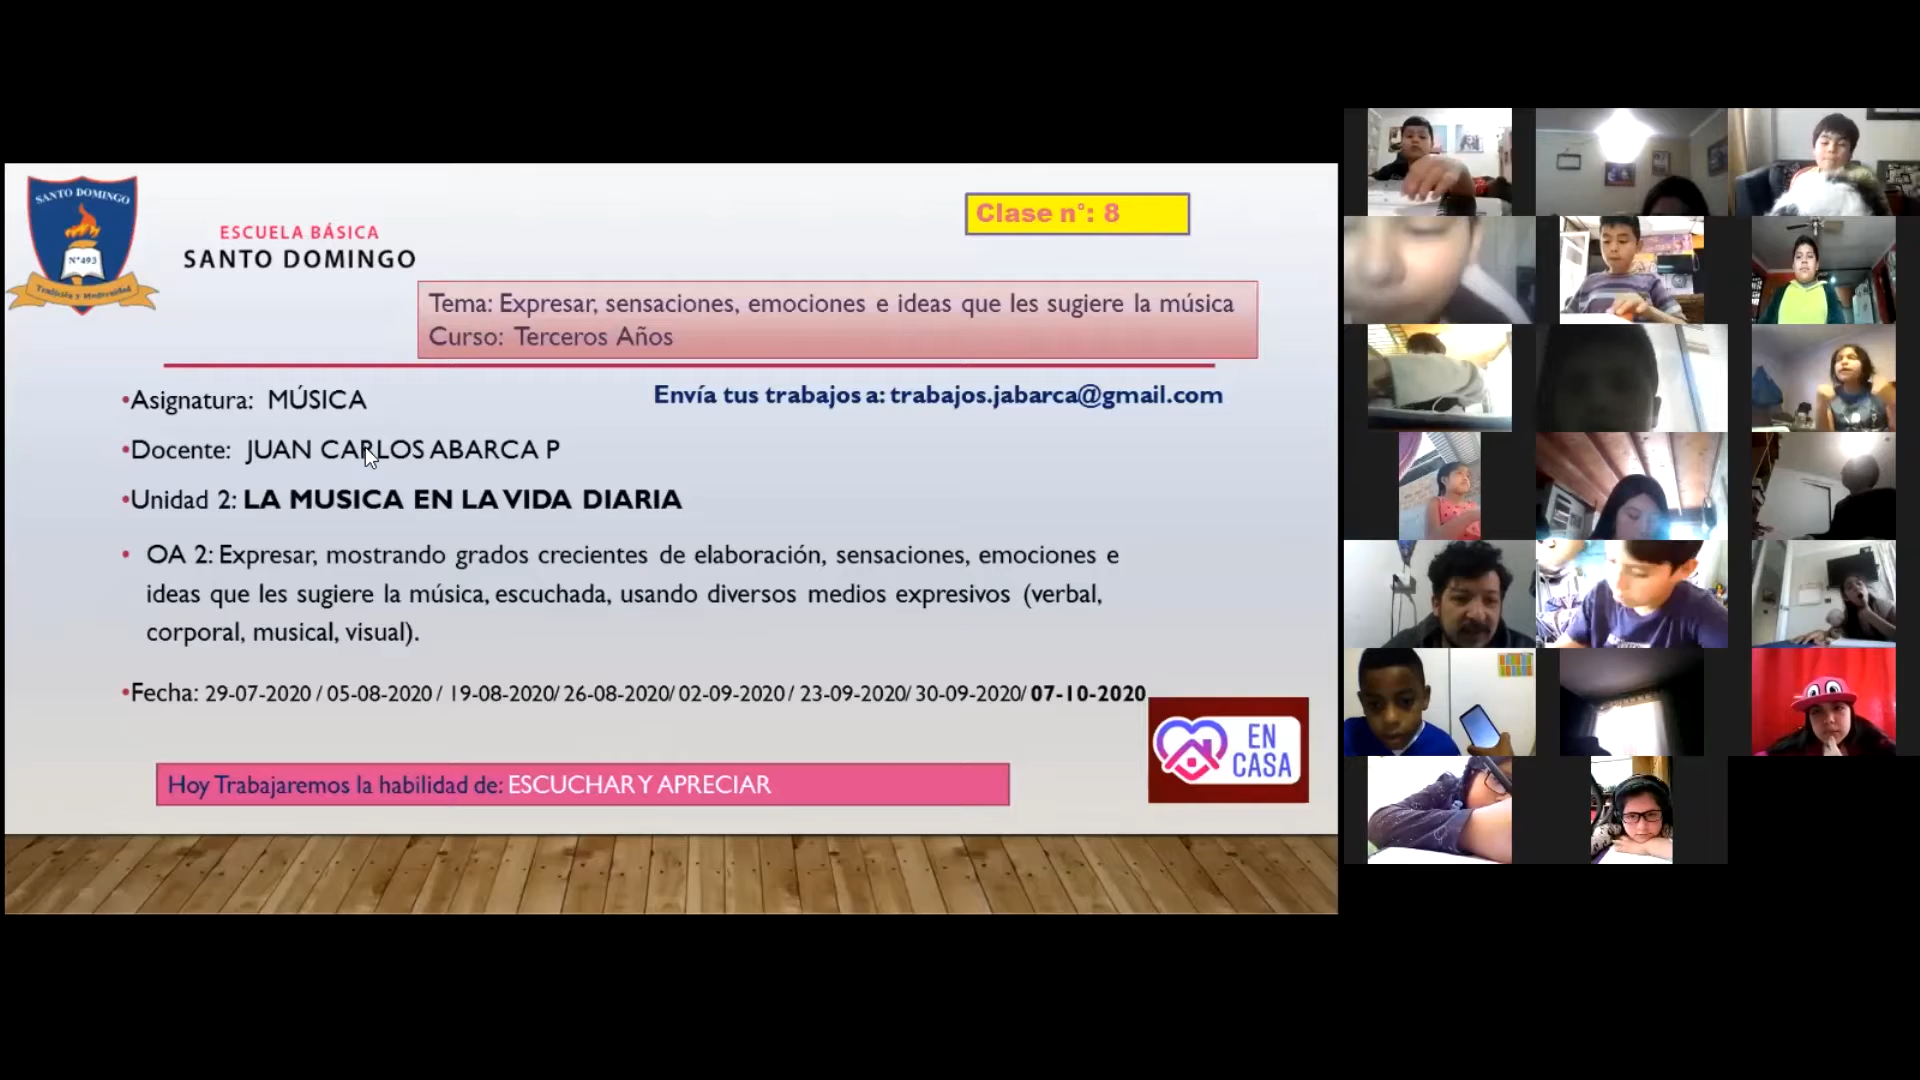 SANTO DOMINGO
N°493
Tradición y Modernidad
ESCUELA BÁSICA
SANTO DOMINGO
Clase n°: 8
Tema: Expresar, sensaciones, emociones e ideas que les sugiere la música
Curso: Terceros Años
•Asignatura: MÚSICA
Envía tus trabajos a: trabajos.jabarca@gmail.com
•Docente: JUAN CARLOS ABARCA P
•Unidad 2: LA MUSICA EN LA VIDA DIARIA
• OA 2: Expresar, mostrando grados crecientes de elaboración, sensaciones, emociones e
ideas que les sugiere la música, escuchada, usando diversos medios expresivos (verbal,
corporal, musical, visual).
•Fecha: 29-07-2020 / 05-08-2020 / 19-08-2020/ 26-08-2020/ 02-09-2020 / 23-09-2020/ 30-09-2020/ 07-10-2020
EN
CASA
Hoy Trabajaremos la habilidad de: ESCUCHAR Y APRECIAR